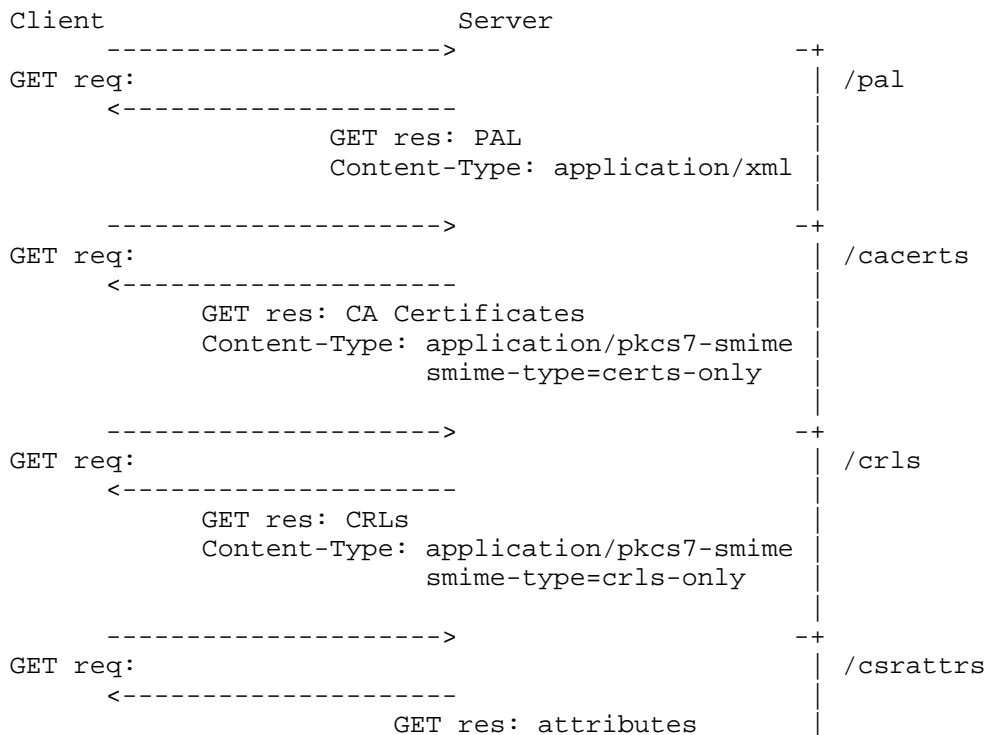 Client                      Server
      --------------------->                     -+
GET req:                                          | /pal
      <---------------------                      |
                    GET res: PAL                  |
                    Content-Type: application/xml |
                                                  |
      --------------------->                     -+
GET req:                                          | /cacerts
      <---------------------                      |
            GET res: CA Certificates              |
            Content-Type: application/pkcs7-smime |
                          smime-type=certs-only   |
                                                  |
      --------------------->                     -+
GET req:                                          | /crls
      <---------------------                      |
            GET res: CRLs                         |
            Content-Type: application/pkcs7-smime |
                          smime-type=crls-only    |
                                                  |
      --------------------->                     -+
GET req:                                          | /csrattrs
      <---------------------                      |
                        GET res: attributes       |